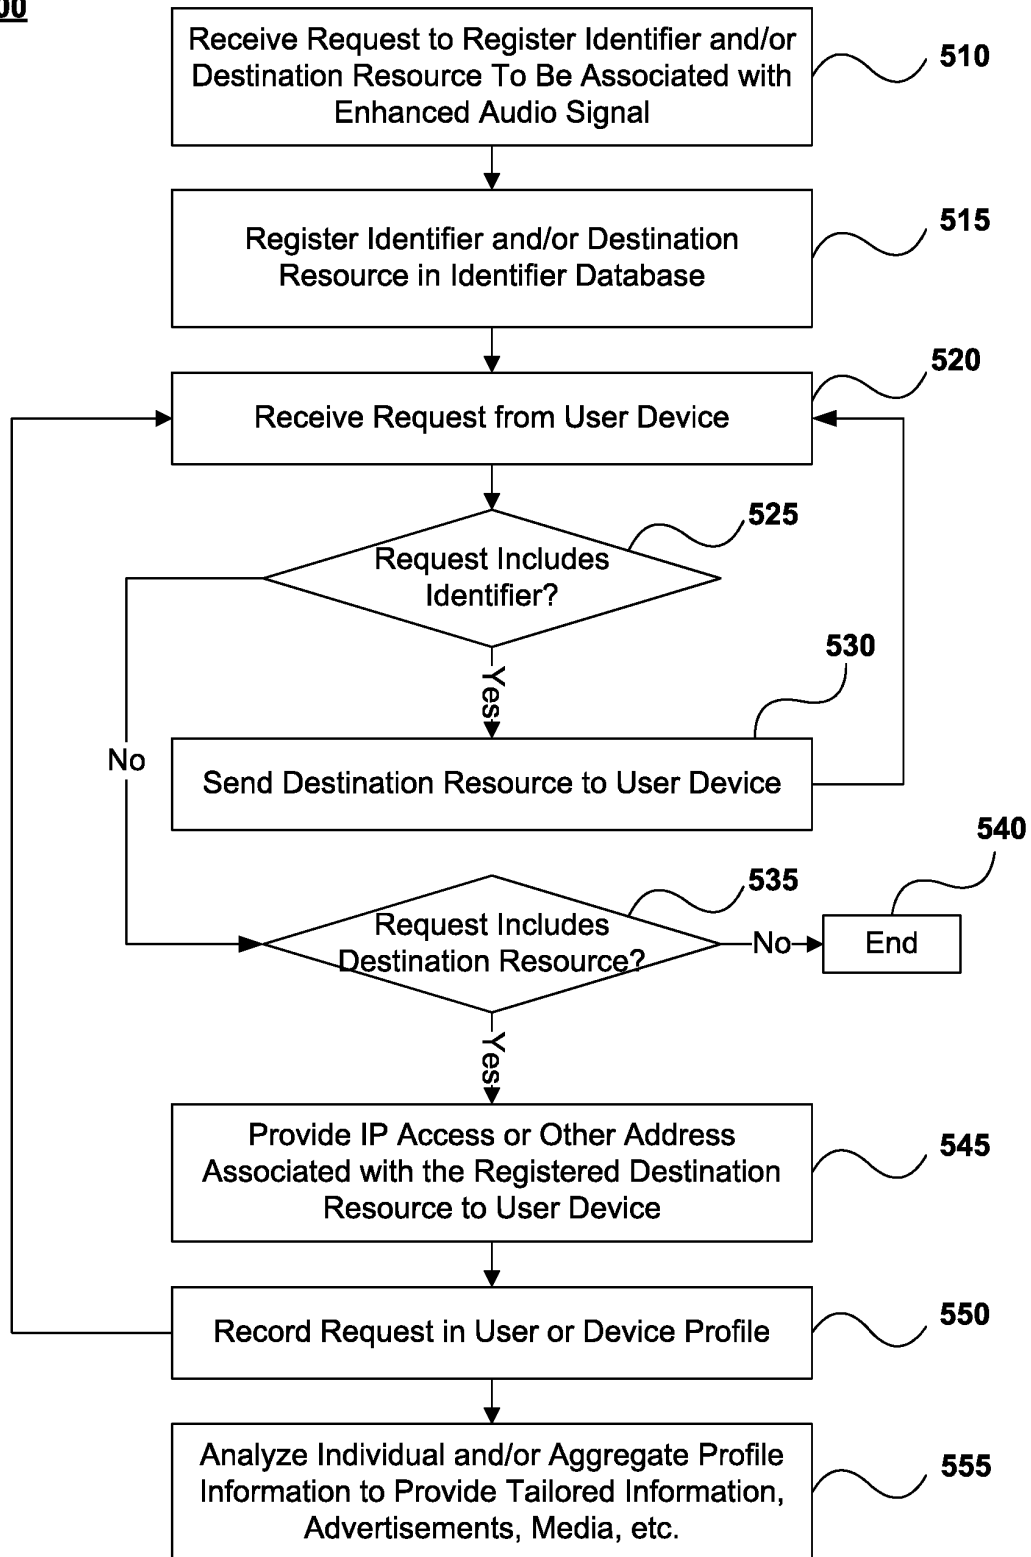 00
Receive Request to Register Identifier and/or
Destination Resource To Be Associated with
Enhanced Audio Signal
510
Register Identifier and/or Destination
Resource in Identifier Database
515
Receive Request from User Device
520
Request Includes
Identifier?
525
Yes
No
Send Destination Resource to User Device
530
Request Includes
Destination Resource?
535
No
End
540
Yes
Provide IP Access or Other Address
Associated with the Registered Destination
Resource to User Device
545
Record Request in User or Device Profile
550
Analyze Individual and/or Aggregate Profile
Information to Provide Tailored Information,
Advertisements, Media, etc.
555